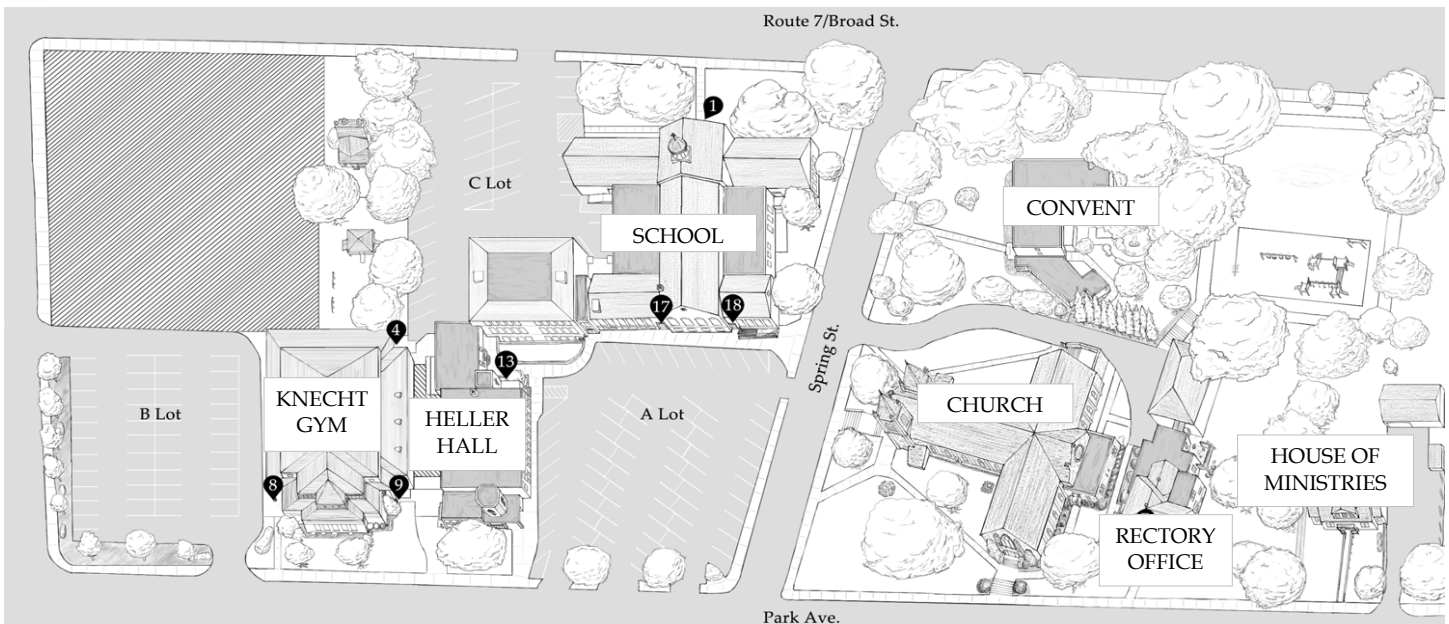 Route 7/Broad St.
1
C Lot
CONVENT
SCHOOL
17
18
4
Spring St.
13
KNECHT
GYM
HELLER
HALL
B Lot
A Lot
CHURCH
HOUSE OF
MINISTRIES
8
9
RECTORY
OFFICE
Park Ave.